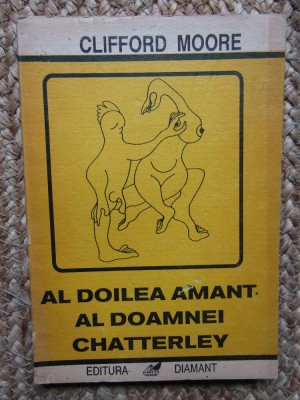 CLIFFORD MOORE
AL DOILEA AMANT
AL DOAMNEI
CHATTERLEY
EDITURA DIAMANT